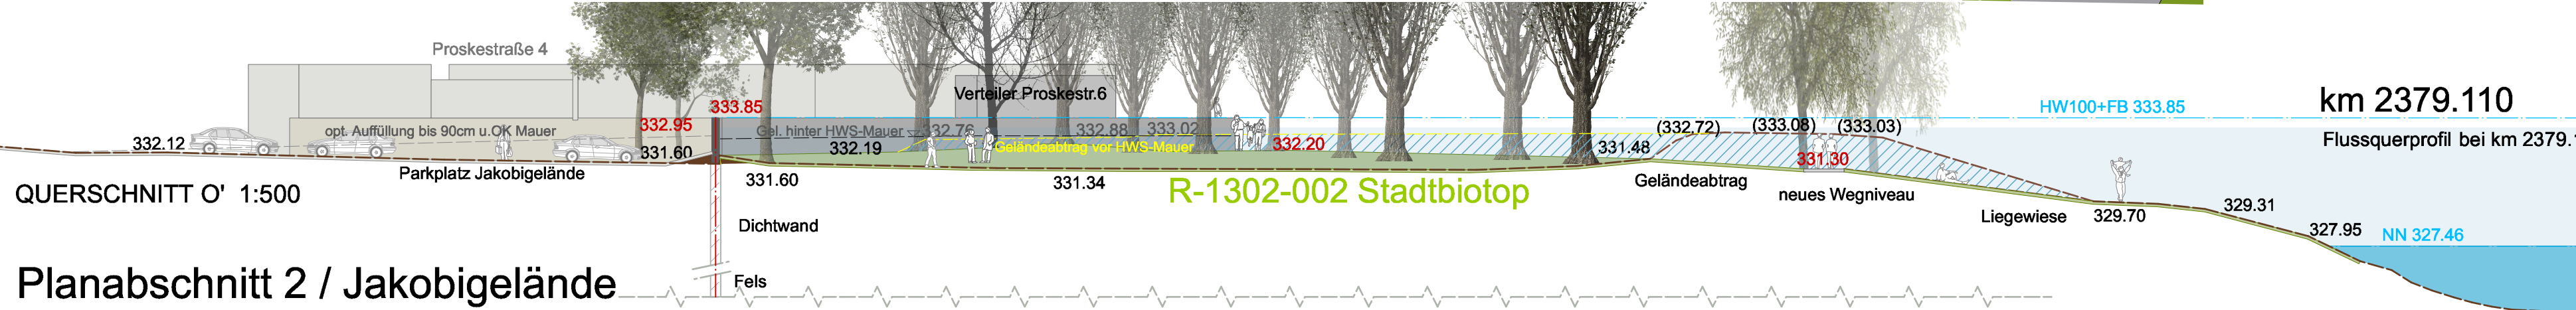 Proskestraße 4
Verteiler Proskestr.6
333.85
HW100+FB 333.85
km 2379.110
332.95
opt. Auffüllung bis 90cm u.OK Mauer
Gel. hinter HWS-Mauer
332.76
332.88
333.02
(332.72)
(333.08)
(333.03)
Flussquerprofil bei km 2379.
332.12
331.60
332.19
Geländeabtrag vor HWS-Mauer
332.20
331.48
331.30
Parkplatz Jakobigelände
331.60
331.34
R-1302-002 Stadtbiotop
Geländeabtrag
neues Wegniveau
QUERSCHNITT O' 1:500
Liegewiese
329.70
329.31
327.95
NN 327.46
Dichtwand
Planabschnitt 2 / Jakobigelände
Fels